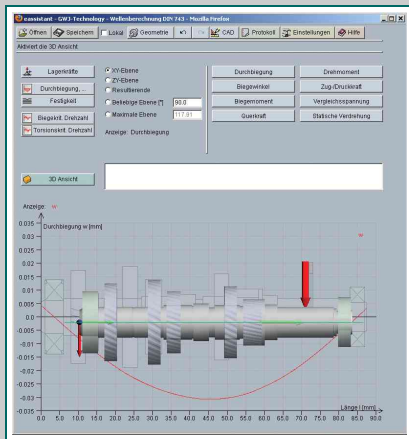 eassistant - GWJ-Technology - Wellenberechnung DIN 743 - Mozilla Firefox
Öffnen Speichern Lokal Geometrie CAD Protokoll Einstellungen Hilfe
Aktiviert die 3D Ansicht
Lagerkräfte
Durchbiegung, ...
Festigkeit
Biegekrit. Drehzahl
Torsionskrit. Drehzahl
XY-Ebene
ZY-Ebene
Resultierende
Beliebige Ebene [°] 90.0
Maximale Ebene 117.81
Anzeige: Durchbiegung
Durchbiegung Drehmoment
Biegewinkel Zug-/Druckkraft
Biegemoment Vergleichsspannung
Querkraft Statische Verdrehung
3D Ansicht
Anzeige: w
Durchbiegung w [mm]
w
0.035
0.03
0.025
0.02
0.015
0.01
0.005
0.0
-0.005
-0.01
-0.015
-0.02
-0.025
-0.03
-0.035
Länge l [mm]
0.0 5.0 10.0 15.0 20.0 25.0 30.0 35.0 40.0 45.0 50.0 55.0 60.0 65.0 70.0 75.0 80.0 85.0 90.0